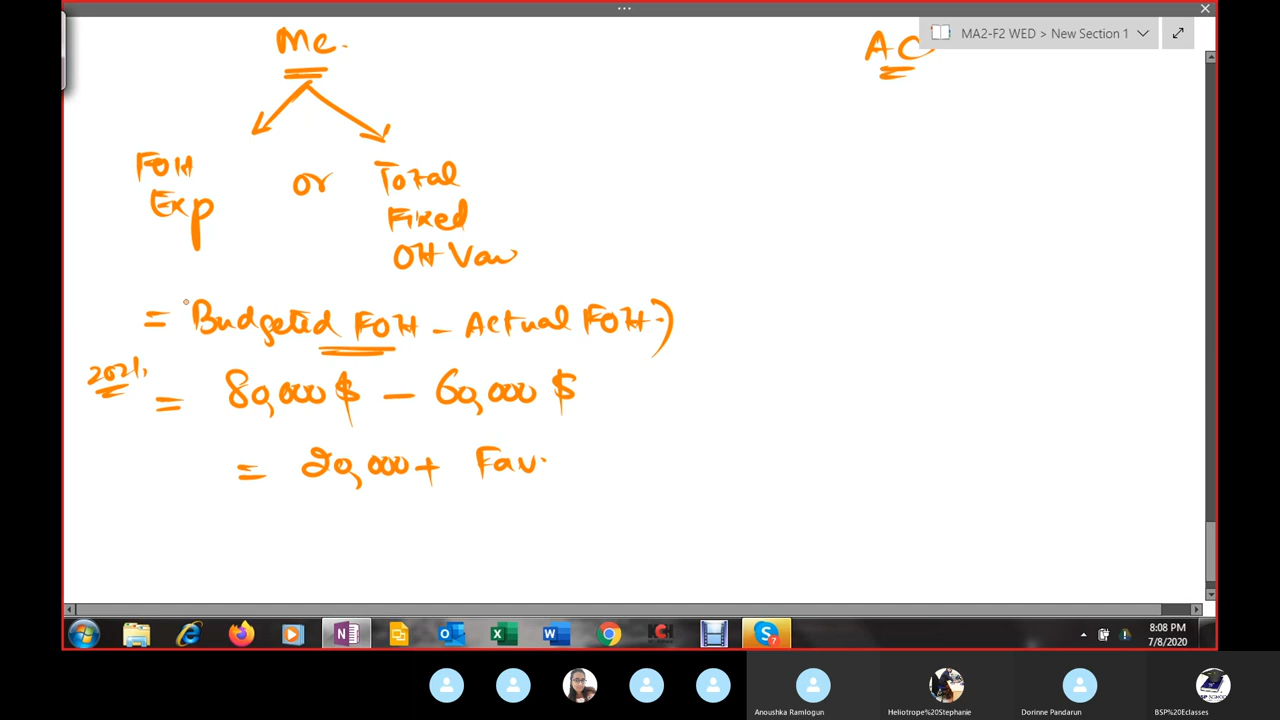 MA2-F2 WED > New Section 1
Mc.
AC
FOH
Exp
or
Total
Fixed
OH Var
= Budgeted FOH - Actual FOH.)
2021.
= 80,000 $ - 60,000 $
= 20,000 + Fav.
8:08 PM
7/8/2020
Anoushka Ramlogun
Heliotrope%20Stephanie
Dorinne Pandarun
BSP%20Eclasses